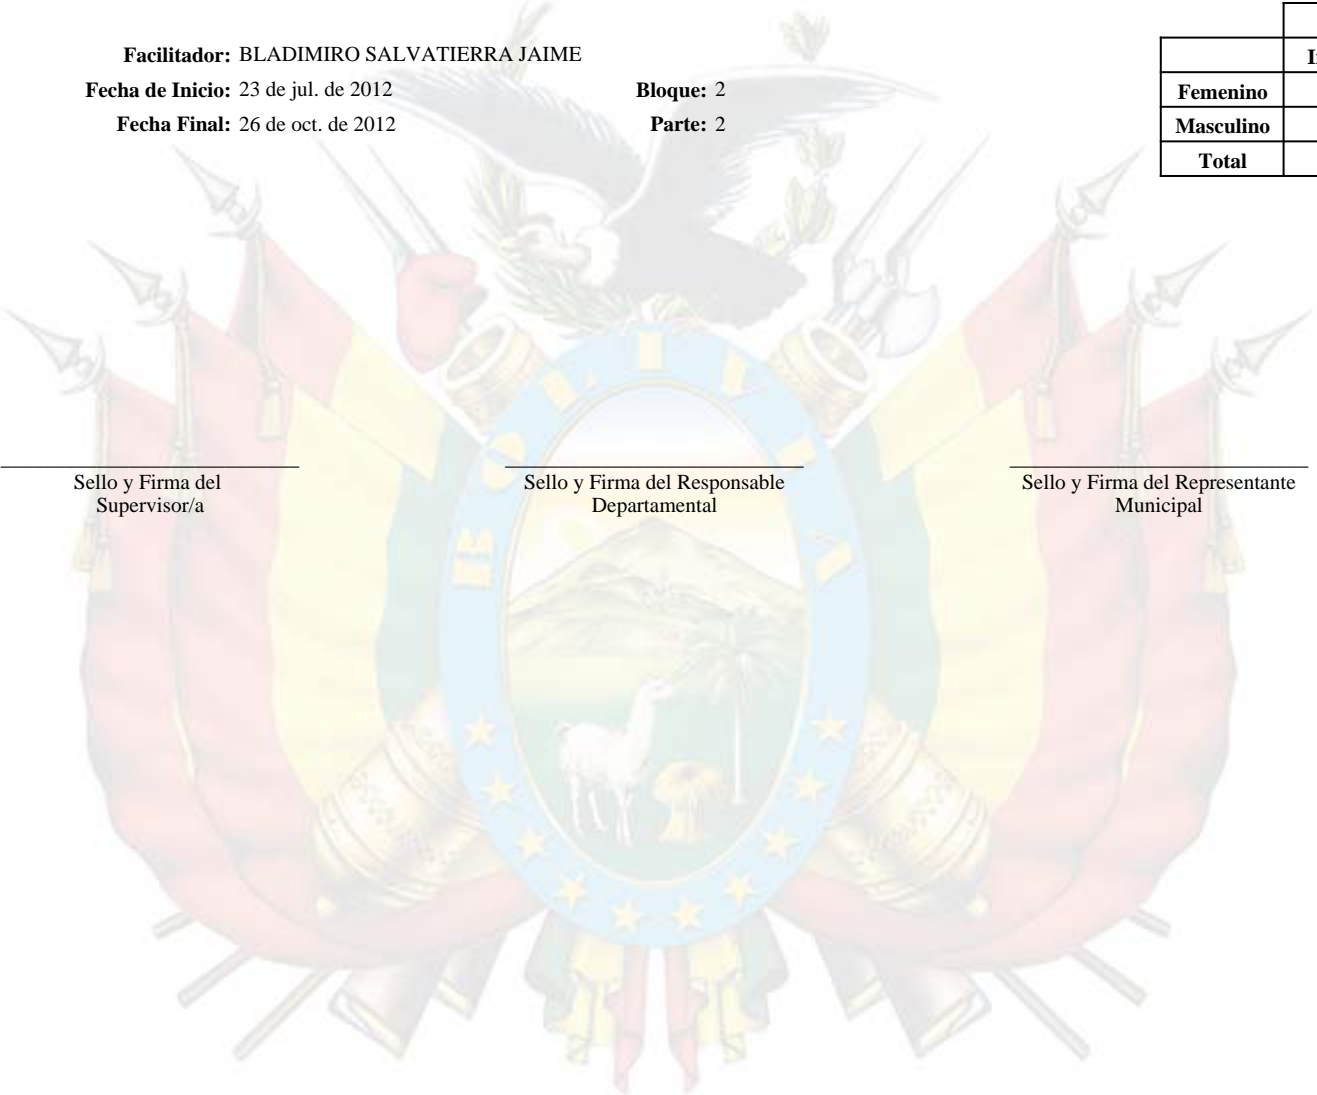 Facilitador: BLADIMIRO SALVATIERRA JAIME
Fecha de Inicio: 23 de jul. de 2012 Bloque: 2
Fecha Final: 26 de oct. de 2012 Parte: 2
Femenino
Masculino
Total
BOLIVIA
Sello y Firma del
Supervisor/a
Sello y Firma del Responsable
Departamental
Sello y Firma del Representante
Municipal